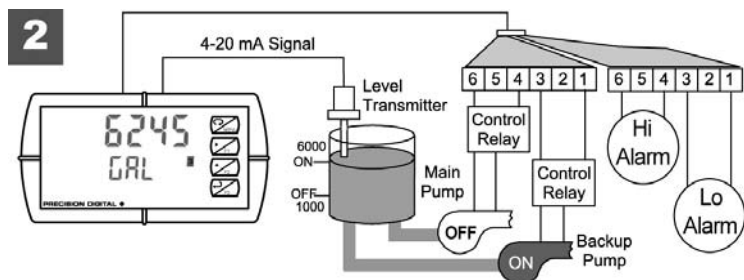 2
4-20 mA Signal
Level
Transmitter
6245
GAL
PRECISION DIGITAL
6000
ON
OFF
1000
Main
Pump
OFF
ON
Backup
Pump
6 5 4 3 2 1
Control
Relay
Control
Relay
6 5 4 3 2 1
Hi
Alarm
Lo
Alarm